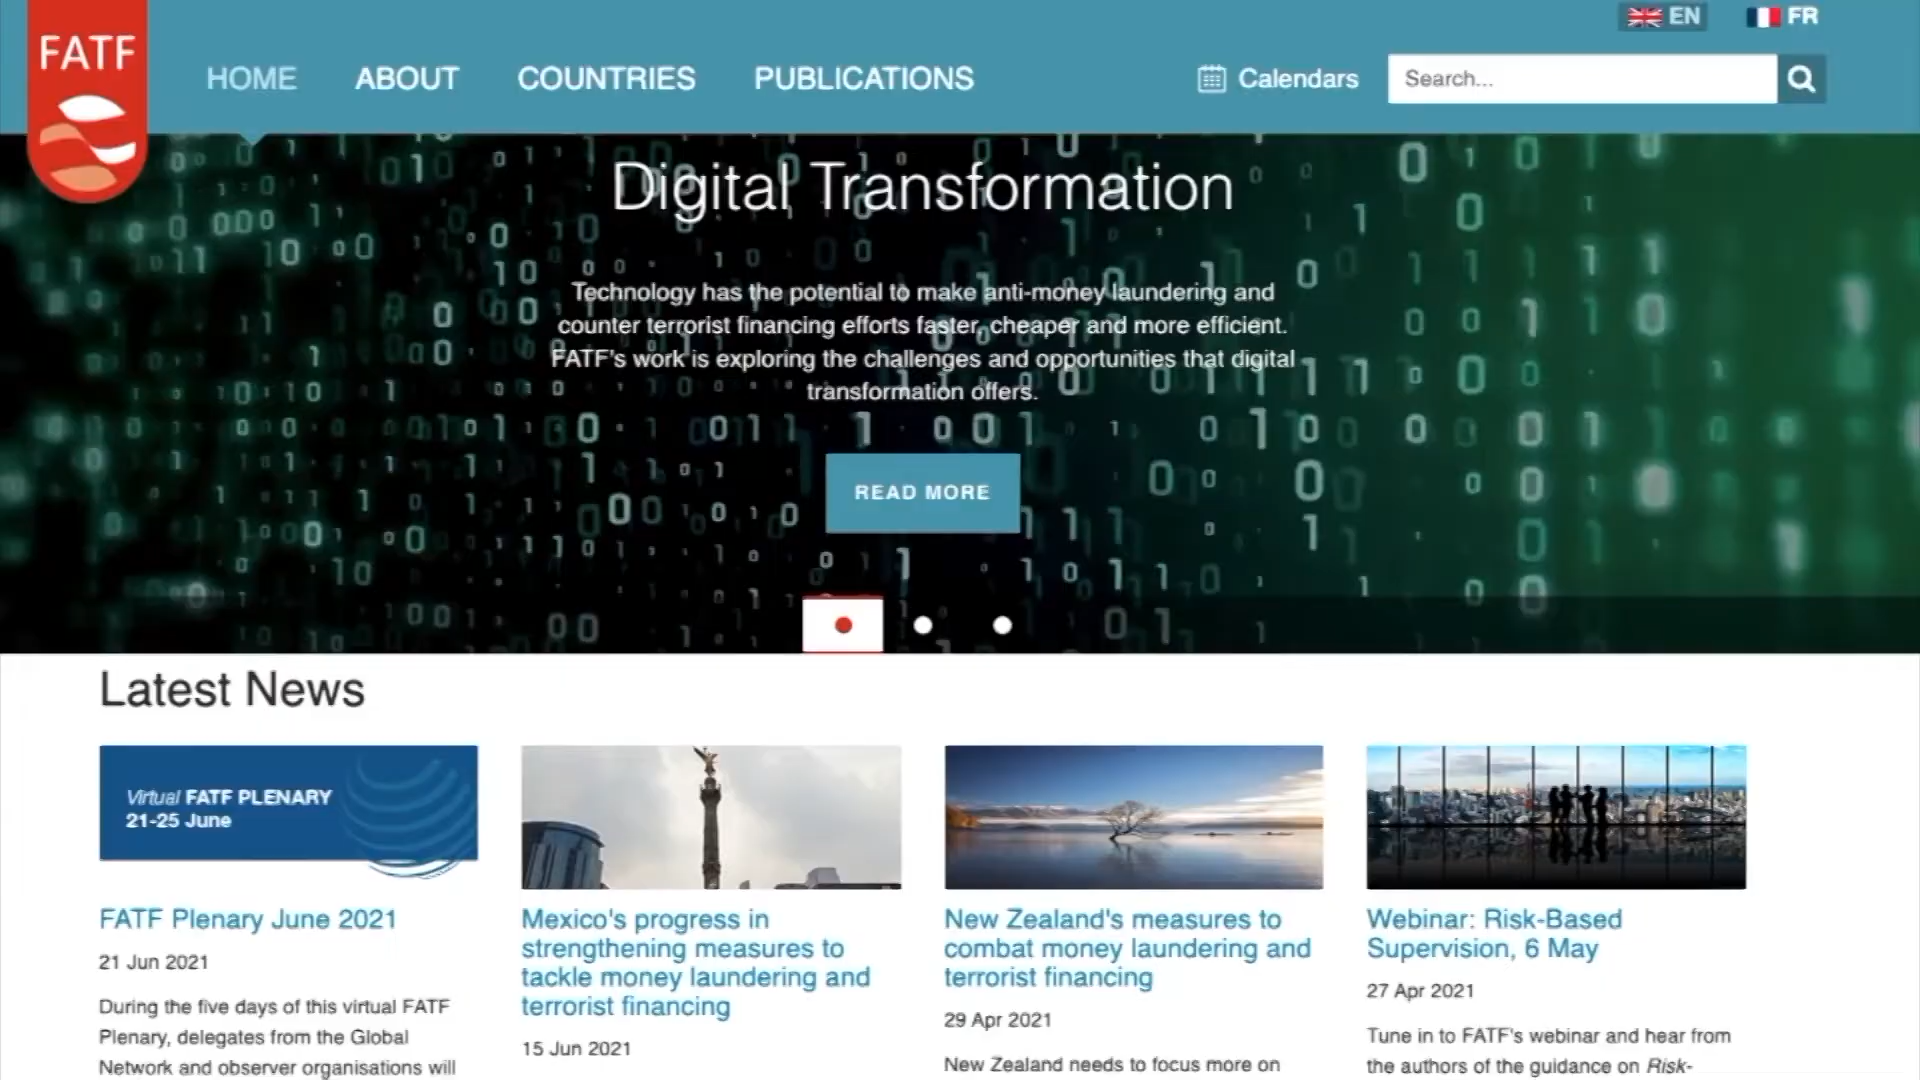 FATF
EN
FR
HOME
ABOUT
COUNTRIES
PUBLICATIONS
Calendars
Search...
Digital Transformation
Technology has the potential to make anti-money laundering and
counter terrorist financing efforts faster, cheaper and more efficient.
FATF's work is exploring the challenges and opportunities that digital
transformation offers.
READ MORE
Latest News
Virtual FATF PLENARY
21-25 June
FATF Plenary June 2021
21 Jun 2021
During the five days of this virtual FATF
Plenary, delegates from the Global
Network and observer organisations will
Mexico's progress in
strengthening measures to
tackle money laundering and
terrorist financing
15 Jun 2021
New Zealand's measures to
combat money laundering and
terrorist financing
29 Apr 2021
New Zealand needs to focus more on
Webinar: Risk-Based
Supervision, 6 May
27 Apr 2021
Tune in to FATF's webinar and hear from
the authors of the guidance on Risk-